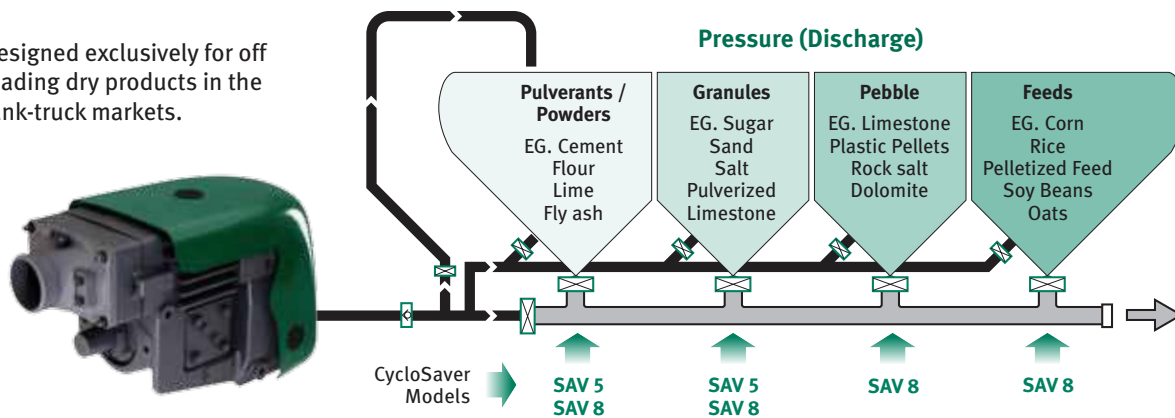 esigned exclusively for off
ading dry products in the
nk-truck markets.
Pressure (Discharge)
Pulverants /
Powders
EG. Cement
Flour
Lime
Fly ash
Granules
EG. Sugar
Sand
Salt
Pulverized
Limestone
Pebble
EG. Limestone
Plastic Pellets
Rock salt
Dolomite
Feeds
EG. Corn
Rice
Pelletized Feed
Soy Beans
Oats
CycloSaver
Models
SAV 5
SAV 8
SAV 5
SAV 8
SAV 8
SAV 8